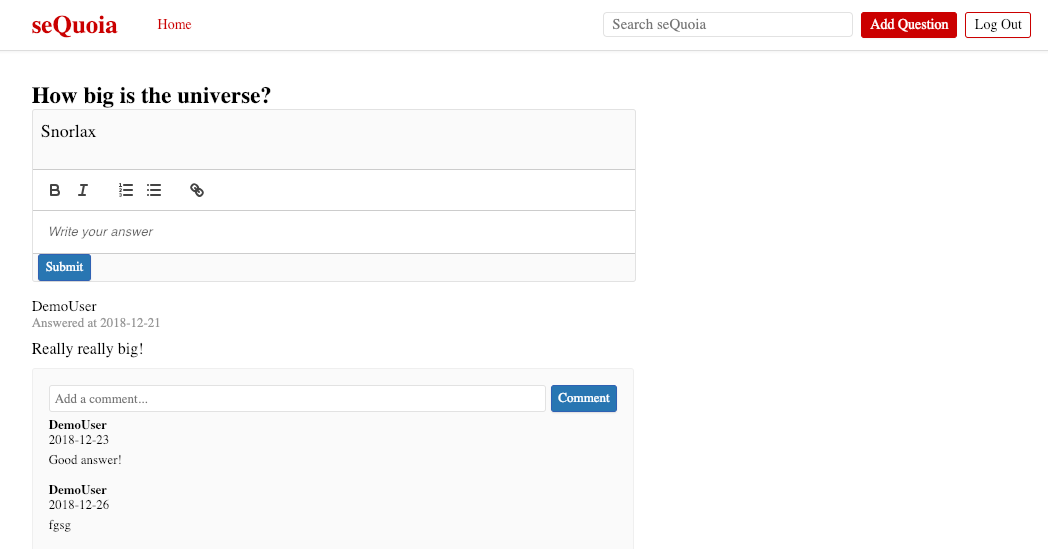 seQuoia Home Search seQuoia Add Question Log Out
How big is the universe?
Snorlax
Write your answer
Submit
DemoUser
Answered at 2018-12-21
Really really big!
Add a comment... Comment
DemoUser
2018-12-23
Good answer!
DemoUser
2018-12-26
fgsg